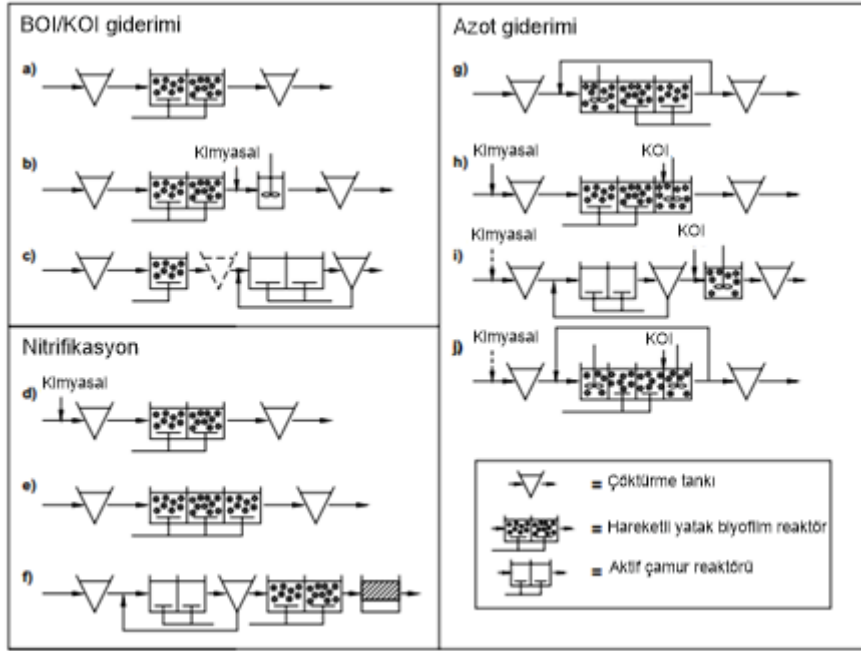 BOI/KOI giderimi
a)
b)
Kimyasal
c)
Nitrifikasyon
Kimyasal
d)
e)
f)
Azot giderimi
g)
Kimyasal
KOI
h)
Kimyasal
KOI
i)
Kimyasal
KOI
j)
= Çöktürme tankı
= Hareketli yatak biyofilm reaktör
= Aktif çamur reaktörü